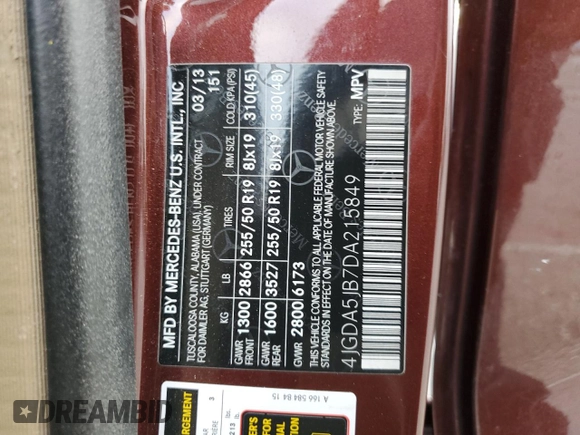 MFD BY MERCEDES-BENZ U.S. INT'L, INC
TUSCALOOSA COUNTY, ALABAMA (USA), UNDER CONTRACT
FOR DAIMLER AG, STUTTGART (GERMANY)
03/13
151
KG LB TIRES RIM SIZE COLD KPA(PSI)
GAWR FRONT 1300 2866 255/50 R19 8Jx19 310(45)
GAWR REAR 1600 3527 255/50 R19 8Jx19 330(48)
GVWR 2800 6173
THIS VEHICLE CONFORMS TO ALL APPLICABLE FEDERAL MOTOR VEHICLE SAFETY
STANDARDS IN EFFECT ON THE DATE OF MANUFACTURE SHOWN ABOVE.
4JGDA5JB7DA215849 TYPE: MPV
A 166 584 84 15
DREAMBID